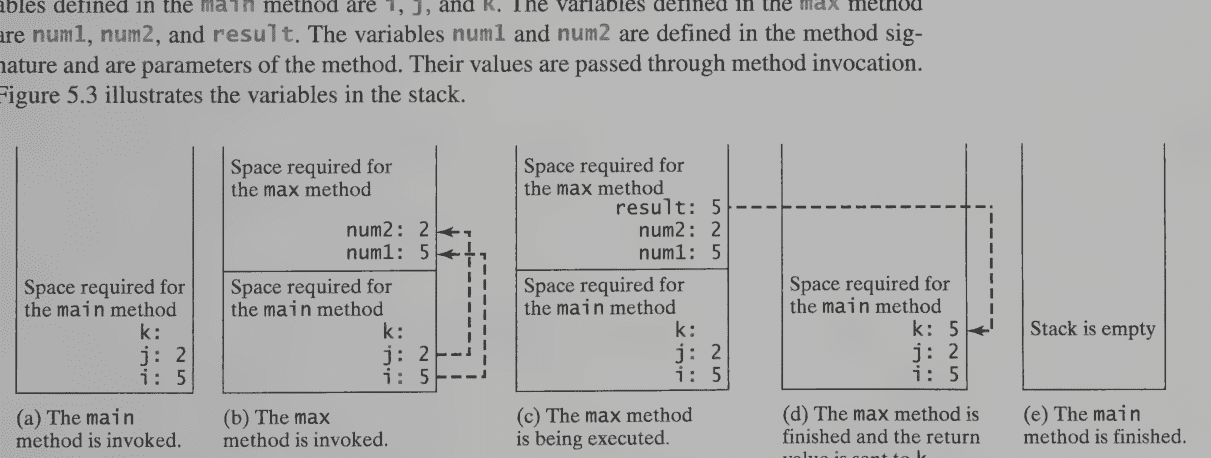 ables defined in the main method are i, j, and k. The variables defined in the max method
are num1, num2, and result. The variables num1 and num2 are defined in the method sig-
nature and are parameters of the method. Their values are passed through method invocation.
Figure 5.3 illustrates the variables in the stack.
Space required for
the main method
k:
j: 2
i: 5
(a) The main
method is invoked.
Space required for
the max method
num2: 2
num1: 5
Space required for
the main method
k:
j: 2
i: 5
(b) The max
method is invoked.
Space required for
the max method
result: 5
num2: 2
num1: 5
Space required for
the main method
k:
j: 2
i: 5
(c) The max method
is being executed.
Space required for
the main method
k: 5
j: 2
i: 5
(d) The max method is
finished and the return
value is sent to k.
Stack is empty
(e) The main
method is finished.